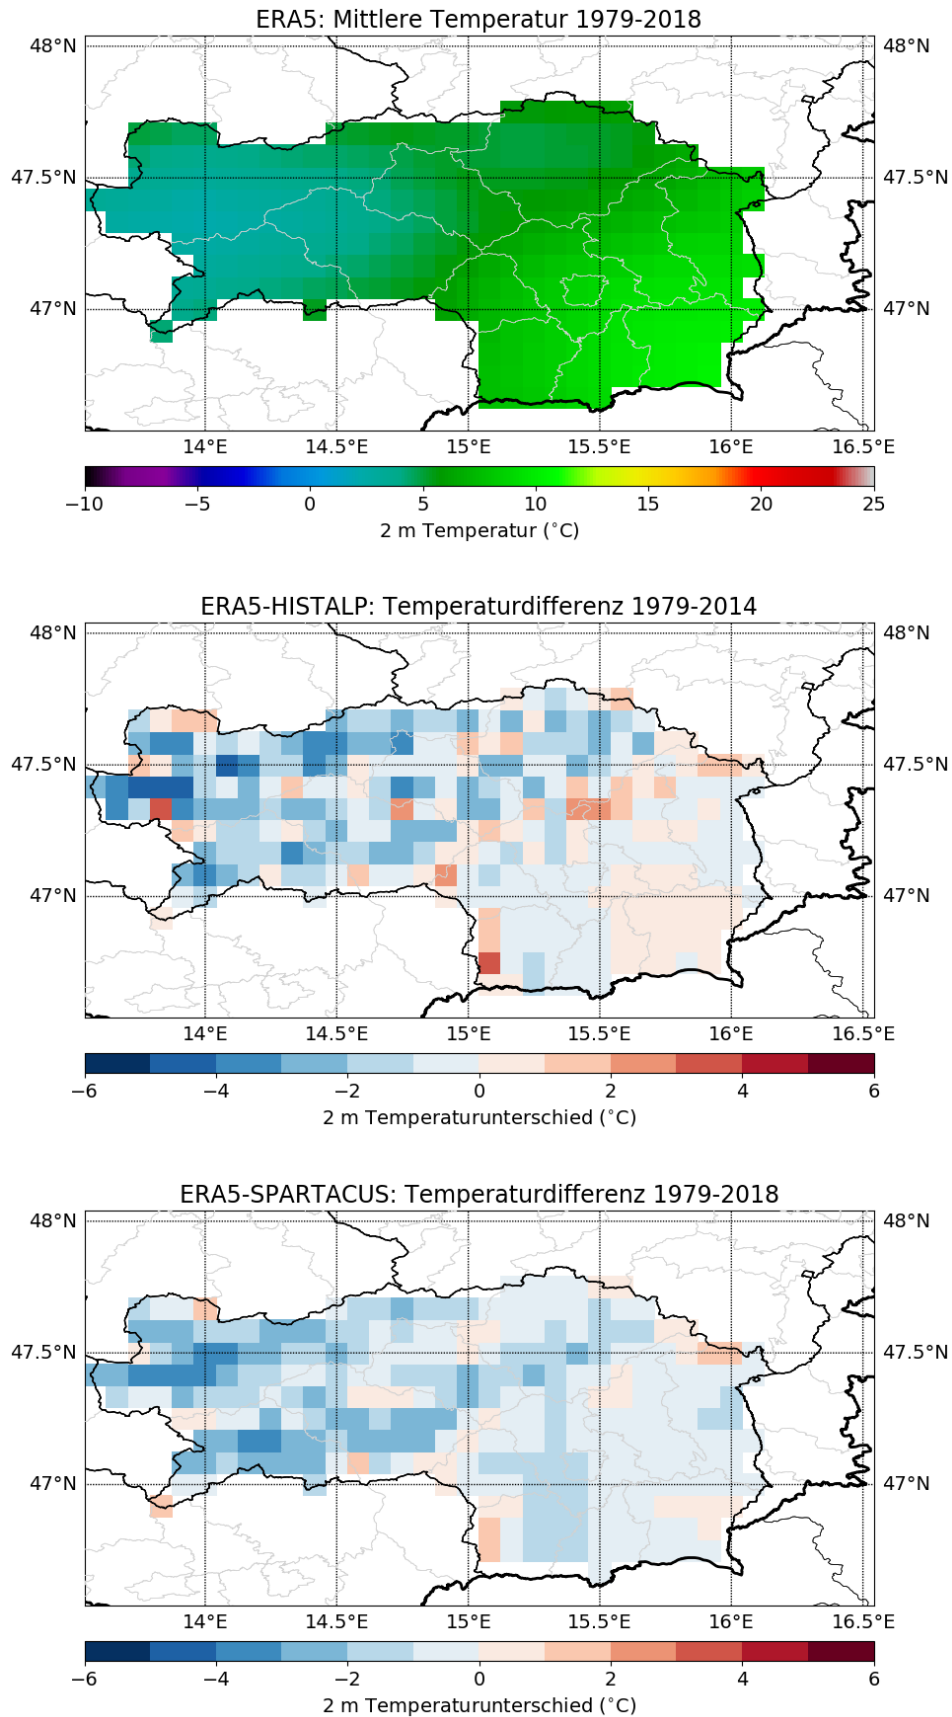 ERA5: Mittlere Temperatur 1979-2018
48°N 48°N
47.5°N 47.5°N
47°N 47°N
14°E 14.5°E 15°E 15.5°E 16°E 16.5°E
−10 −5 0 5 10 15 20 25
2 m Temperatur (°C)
ERA5-HISTALP: Temperaturdifferenz 1979-2014
48°N 48°N
47.5°N 47.5°N
47°N 47°N
14°E 14.5°E 15°E 15.5°E 16°E 16.5°E
−6 −4 −2 0 2 4 6
2 m Temperaturunterschied (°C)
ERA5-SPARTACUS: Temperaturdifferenz 1979-2018
48°N 48°N
47.5°N 47.5°N
47°N 47°N
14°E 14.5°E 15°E 15.5°E 16°E 16.5°E
−6 −4 −2 0 2 4 6
2 m Temperaturunterschied (°C)